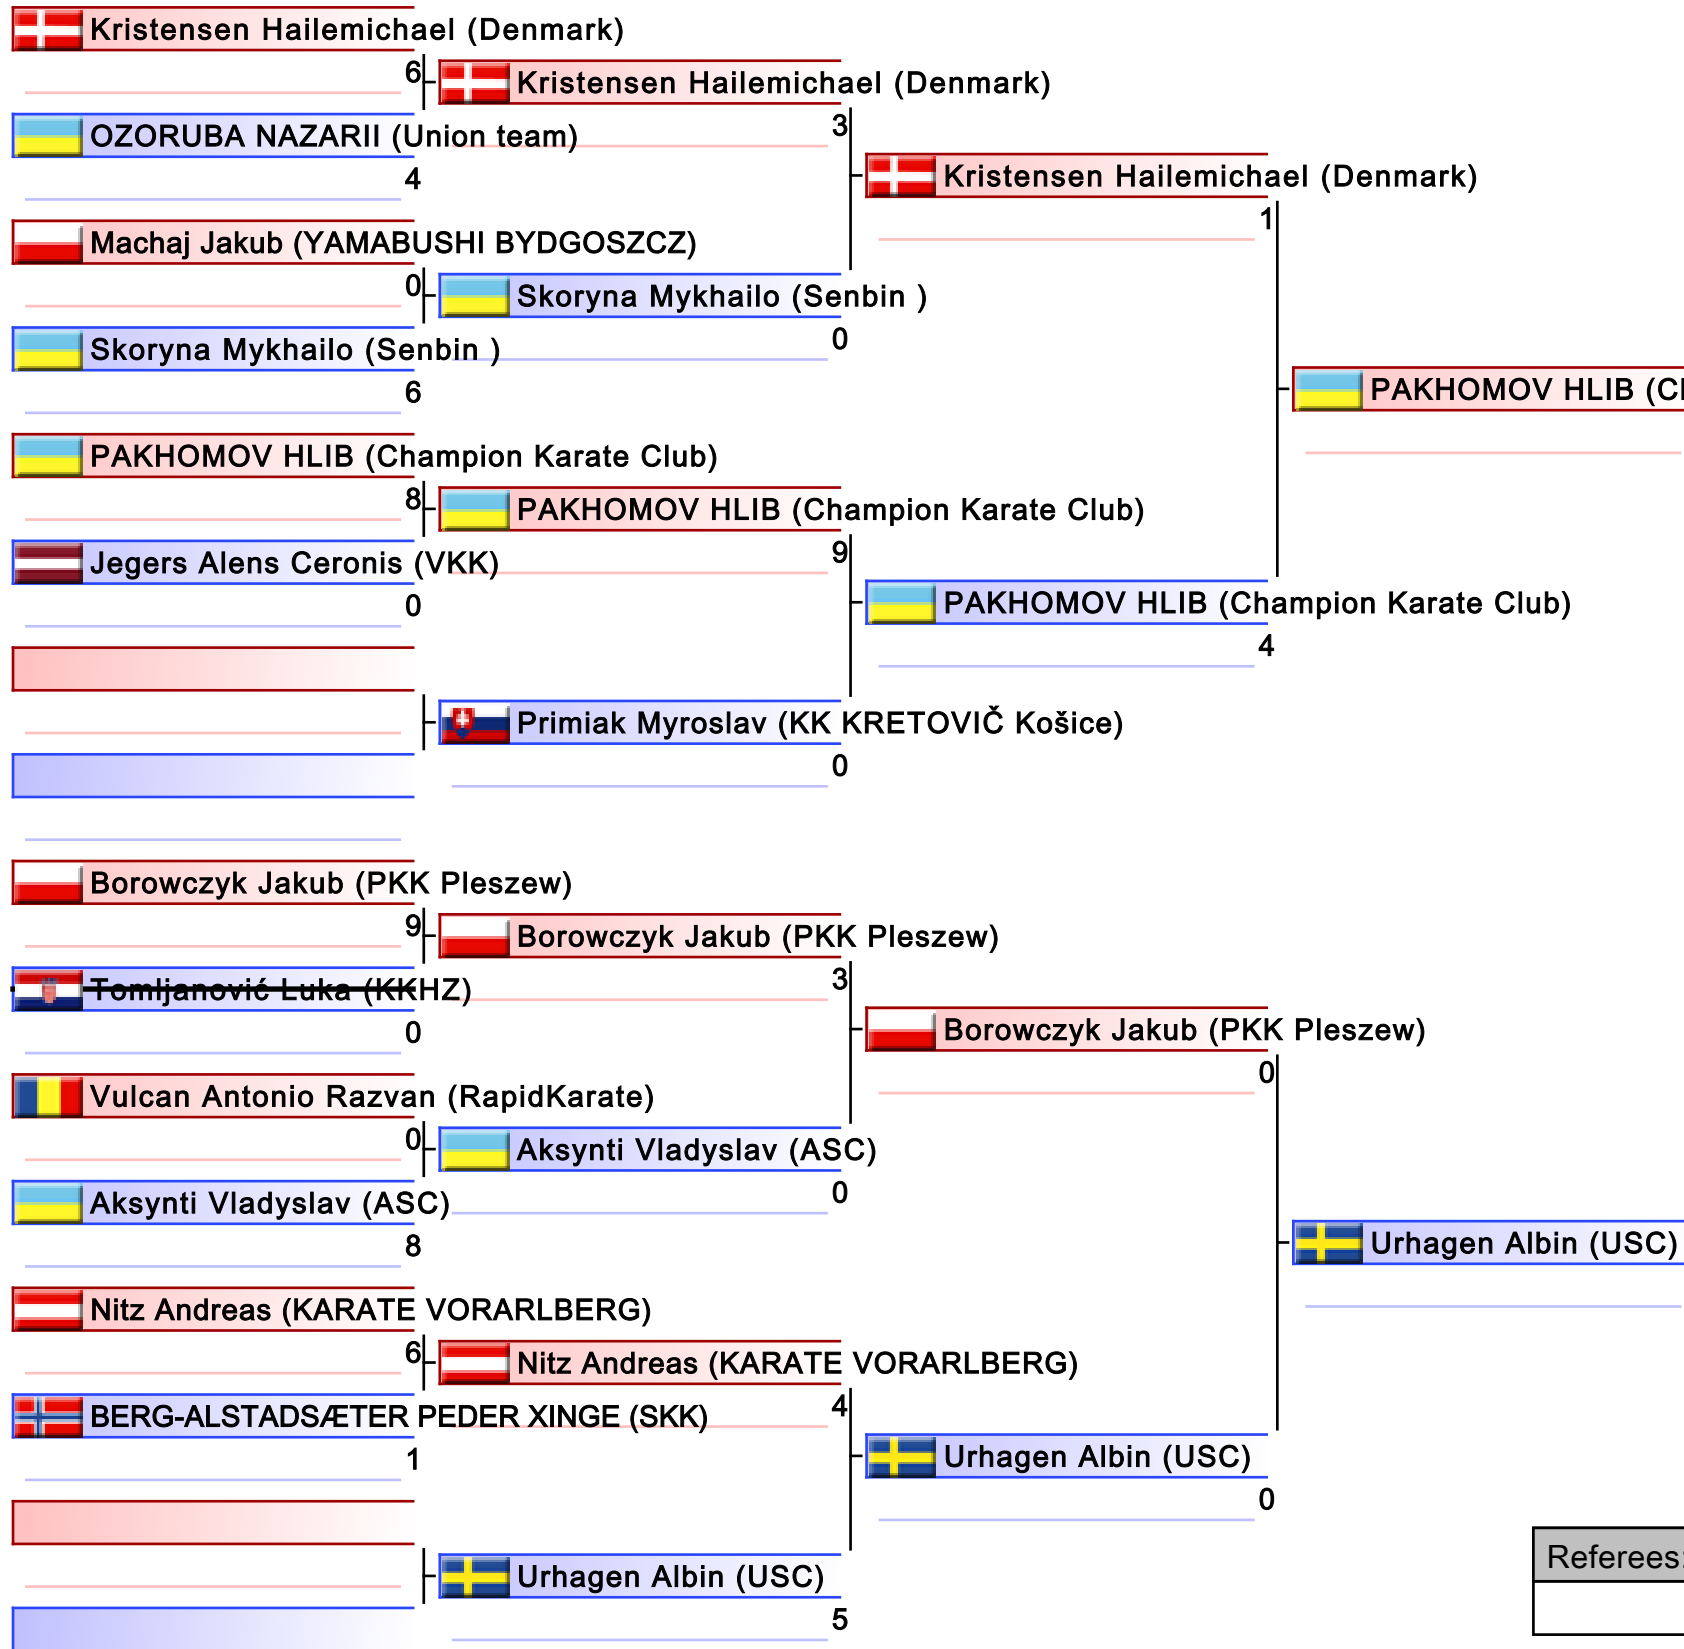 Kristensen Hailemichael (Denmark)
6
Kristensen Hailemichael (Denmark)
OZORUBA NAZARII (Union team)
3
4
Kristensen Hailemichael (Denmark)
1
Machaj Jakub (YAMABUSHI BYDGOSZCZ)
0
Skoryna Mykhailo (Senbin )
0
Skoryna Mykhailo (Senbin )
6
PAKHOMOV HLIB (
PAKHOMOV HLIB (Champion Karate Club)
8
PAKHOMOV HLIB (Champion Karate Club)
9
Jegers Alens Ceronis (VKK)
0
PAKHOMOV HLIB (Champion Karate Club)
4
Primiak Myroslav (KK KRETOVIČ Košice)
0
Borowczyk Jakub (PKK Pleszew)
9
Borowczyk Jakub (PKK Pleszew)
3
Tomljanović Luka (KKHZ)
0
Borowczyk Jakub (PKK Pleszew)
0
Vulcan Antonio Razvan (RapidKarate)
0
Aksynti Vladyslav (ASC)
0
Aksynti Vladyslav (ASC)
8
Urhagen Albin (USC)
Nitz Andreas (KARATE VORARLBERG)
6
Nitz Andreas (KARATE VORARLBERG)
4
BERG-ALSTADSÆTER PEDER XINGE (SKK)
1
Urhagen Albin (USC)
0
Urhagen Albin (USC)
5
Referees: